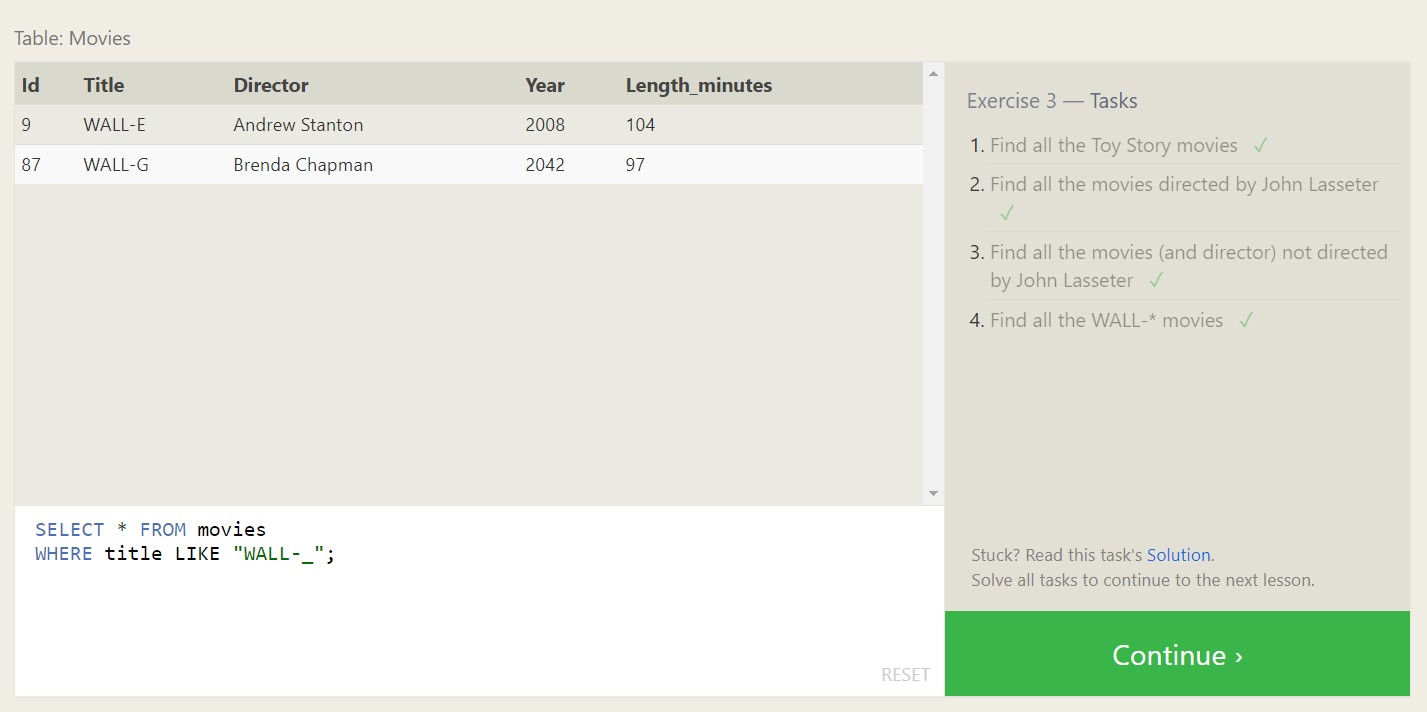 Table: Movies
Id Title Director Year Length_minutes
9 WALL-E Andrew Stanton 2008 104
87 WALL-G Brenda Chapman 2042 97
SELECT * FROM movies
WHERE title LIKE "WALL-_";
RESET
Exercise 3 — Tasks
1. Find all the Toy Story movies ✓
2. Find all the movies directed by John Lasseter
✓
3. Find all the movies (and director) not directed
by John Lasseter ✓
4. Find all the WALL-* movies ✓
Stuck? Read this task's Solution.
Solve all tasks to continue to the next lesson.
Continue ›